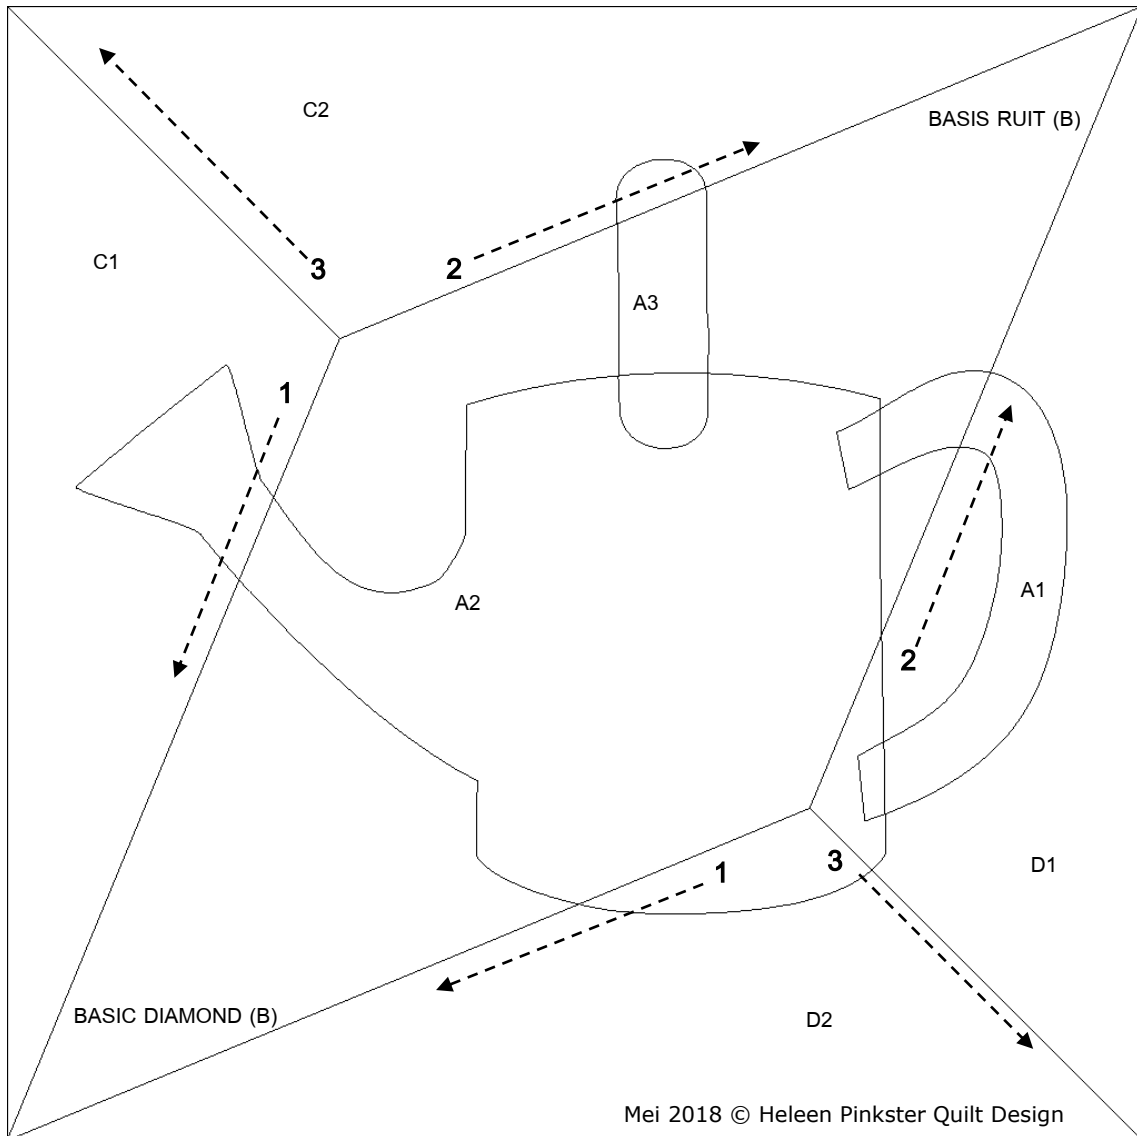 C2
BASIS RUIT (B)
C1
3
2
A3
1
A1
A2
2
3
1
D1
BASIC DIAMOND (B)
D2
Mei 2018 © Heleen Pinkster Quilt Design